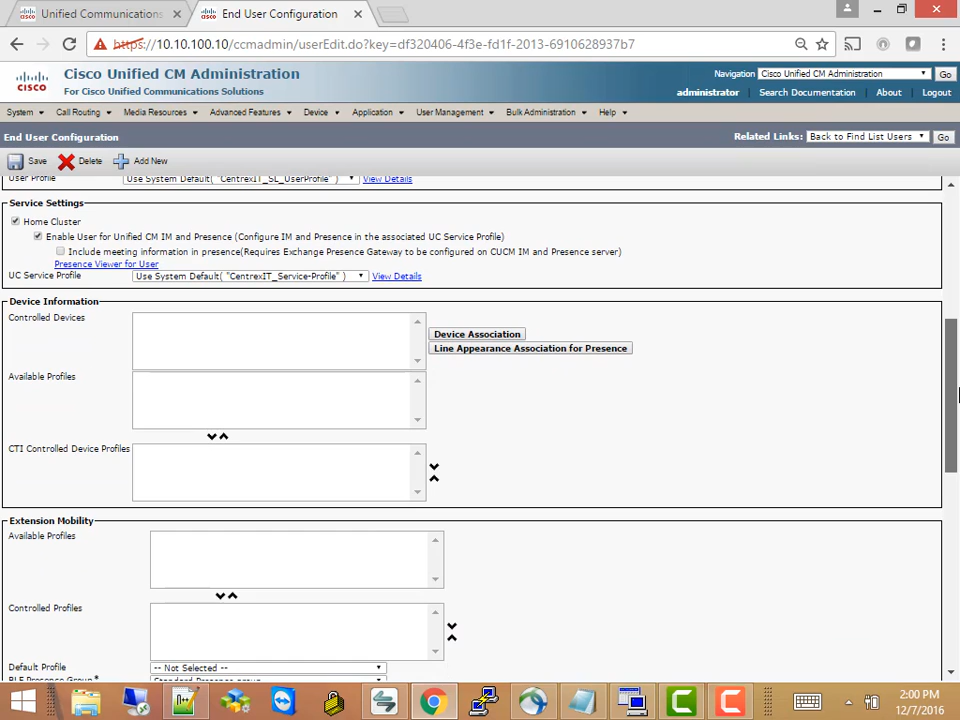 Unified Communications
End User Configuration
https://10.10.100.10/ccmadmin/userEdit.do?key=df320406-4f3e-fd1f-2013-6910628937b7
CISCO
Cisco Unified CM Administration
For Cisco Unified Communications Solutions
Navigation Cisco Unified CM Administration Go
administrator Search Documentation About Logout
System Call Routing Media Resources Advanced Features Device Application User Management Bulk Administration Help
End User Configuration
Related Links: Back to Find List Users Go
Save Delete Add New
User Profile Use System Default( "CentrexIT_SL_UserProfile" ) View Details
Service Settings
Home Cluster
Enable User for Unified CM IM and Presence (Configure IM and Presence in the associated UC Service Profile)
Include meeting information in presence(Requires Exchange Presence Gateway to be configured on CUCM IM and Presence server)
Presence Viewer for User
UC Service Profile Use System Default( "CentrexIT_Service-Profile" ) View Details
Device Information
Controlled Devices
Device Association
Line Appearance Association for Presence
Available Profiles
CTI Controlled Device Profiles
Extension Mobility
Available Profiles
Controlled Profiles
Default Profile -- Not Selected --
BLF Presence Group* Standard Presence group
2:00 PM
12/7/2016